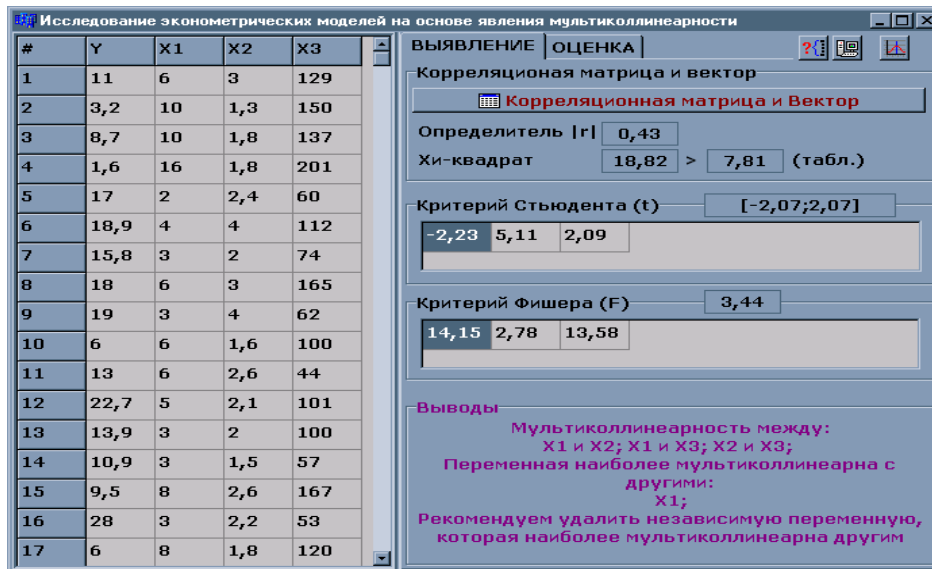 Исследование эконометрических моделей на основе явления мультиколлинеарности
# Y X1 X2 X3
1 11 6 3 129
2 3,2 10 1,3 150
3 8,7 10 1,8 137
4 1,6 16 1,8 201
5 17 2 2,4 60
6 18,9 4 4 112
7 15,8 3 2 74
8 18 6 3 165
9 19 3 4 62
10 6 6 1,6 100
11 13 6 2,6 44
12 22,7 5 2,1 101
13 13,9 3 2 100
14 10,9 3 1,5 57
15 9,5 8 2,6 167
16 28 3 2,2 53
17 6 8 1,8 120
ВЫЯВЛЕНИЕ ОЦЕНКА ?{}
Корреляционая матрица и вектор
Корреляционная матрица и Вектор
Определитель |r| 0,43
Хи-квадрат 18,82 > 7,81 (табл.)
Критерий Стьюдента (t) [-2,07;2,07]
-2,23 5,11 2,09
Критерий Фишера (F) 3,44
14,15 2,78 13,58
Выводы
Мультиколлинеарность между:
X1 и X2; X1 и X3; X2 и X3;
Переменная наиболее мультиколлинеарна с
другими:
X1;
Рекомендуем удалить независимую переменную,
которая наиболее мультиколлинеарна другим